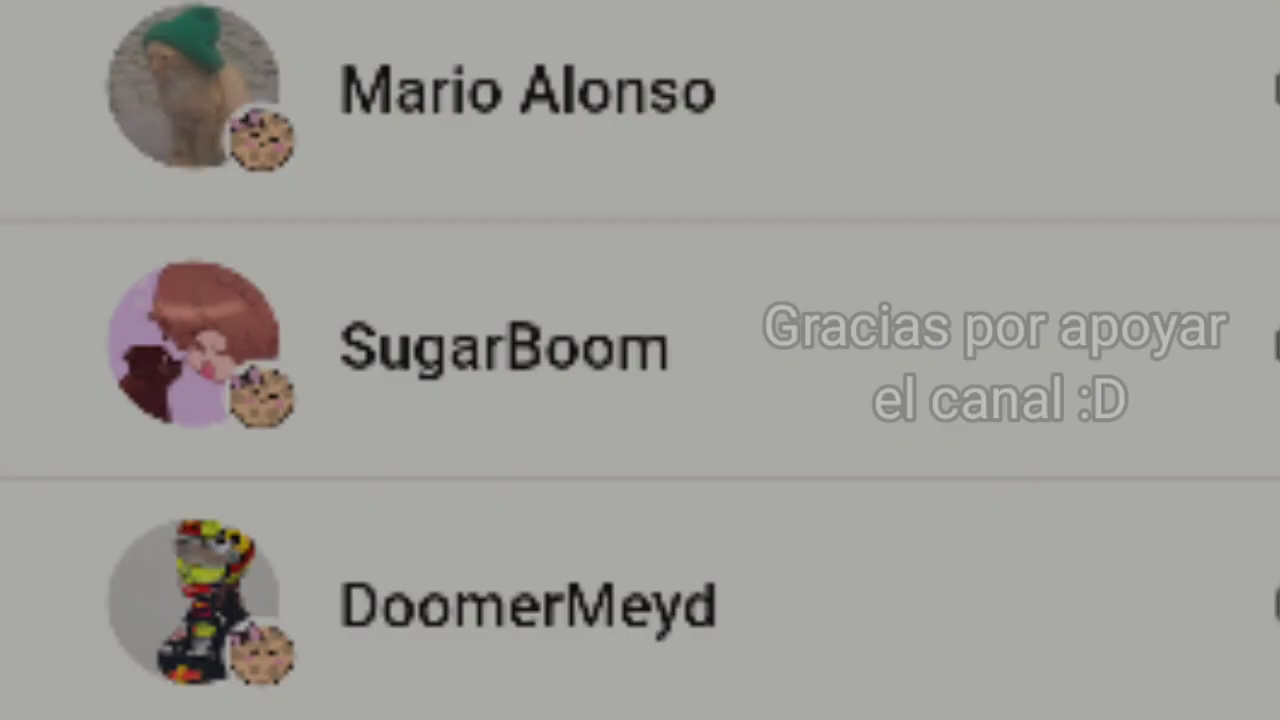 Mario Alonso
SugarBoom
Gracias por apoyar
el canal :D
DoomerMeyd